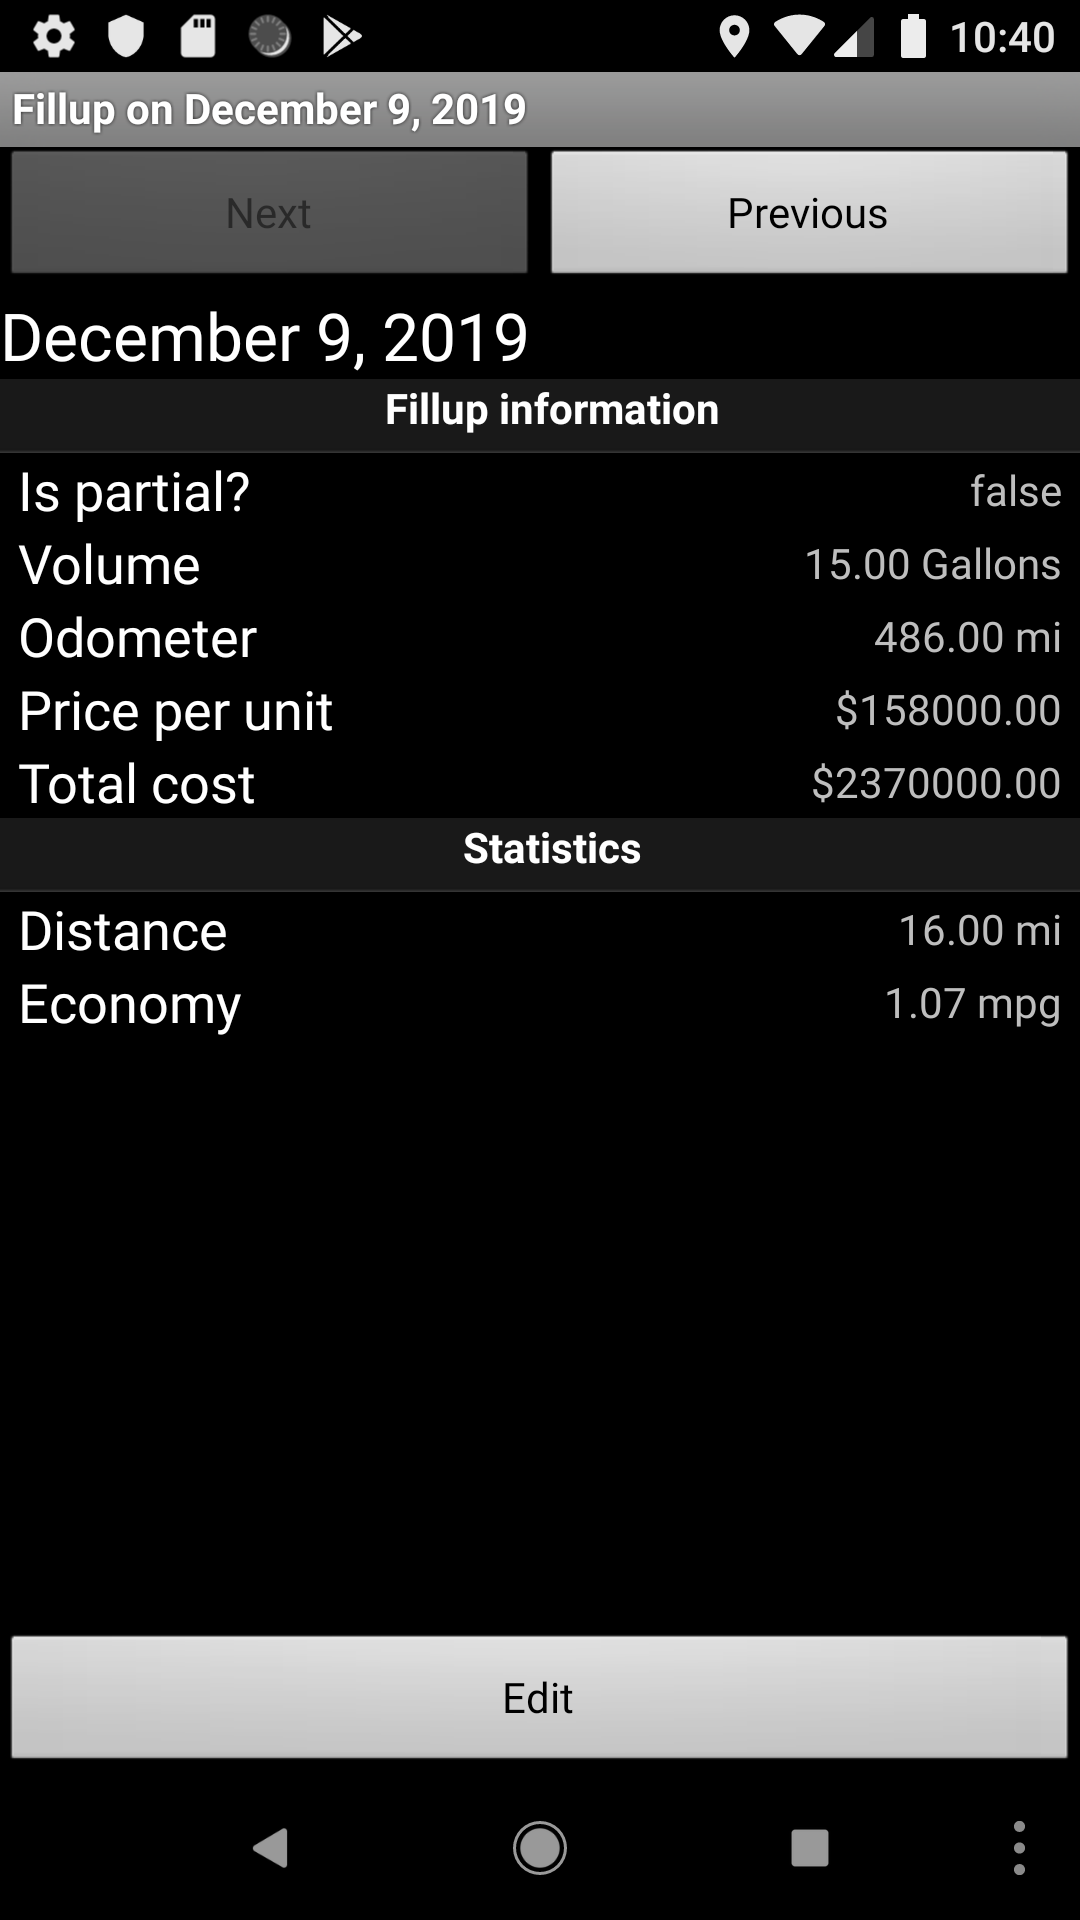 10:40
Fillup on December 9, 2019
Next Previous
December 9, 2019
Fillup information
Is partial? false
Volume 15.00 Gallons
Odometer 486.00 mi
Price per unit $158000.00
Total cost $2370000.00
Statistics
Distance 16.00 mi
Economy 1.07 mpg
Edit